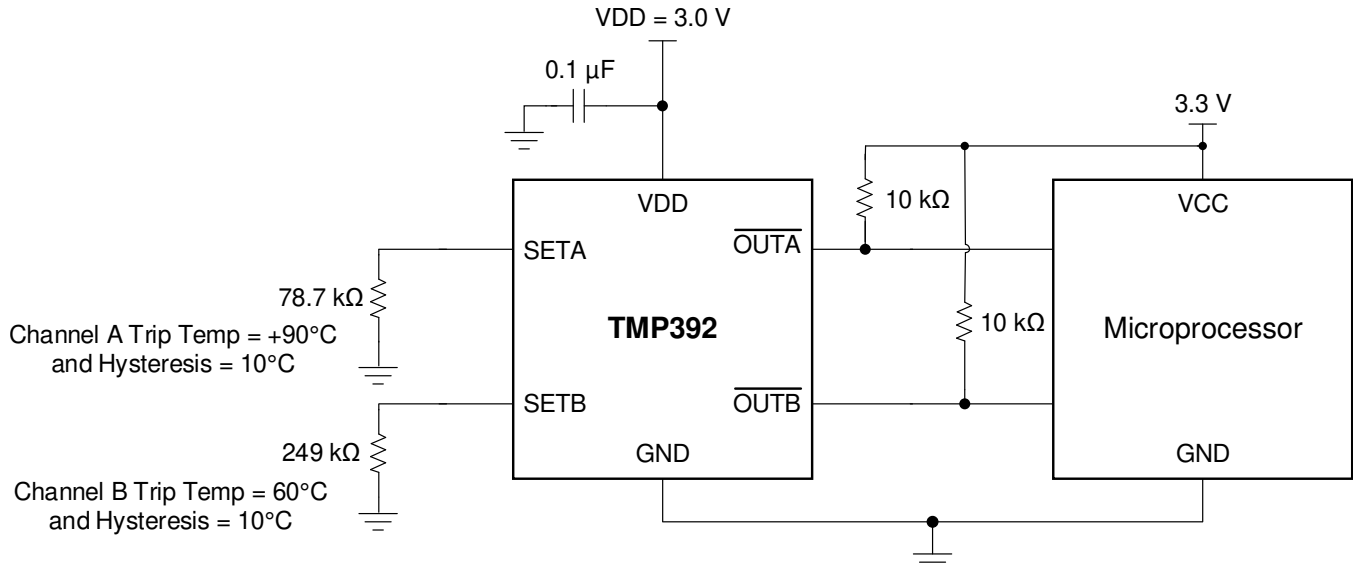 VDD = 3.0 V
0.1 µF
3.3 V
VDD
VCC
10 kΩ
SETA
OUTA
78.7 kΩ
Channel A Trip Temp = +90°C
and Hysteresis = 10°C
TMP392
10 kΩ
Microprocessor
SETB
OUTB
249 kΩ
GND
GND
Channel B Trip Temp = 60°C
and Hysteresis = 10°C